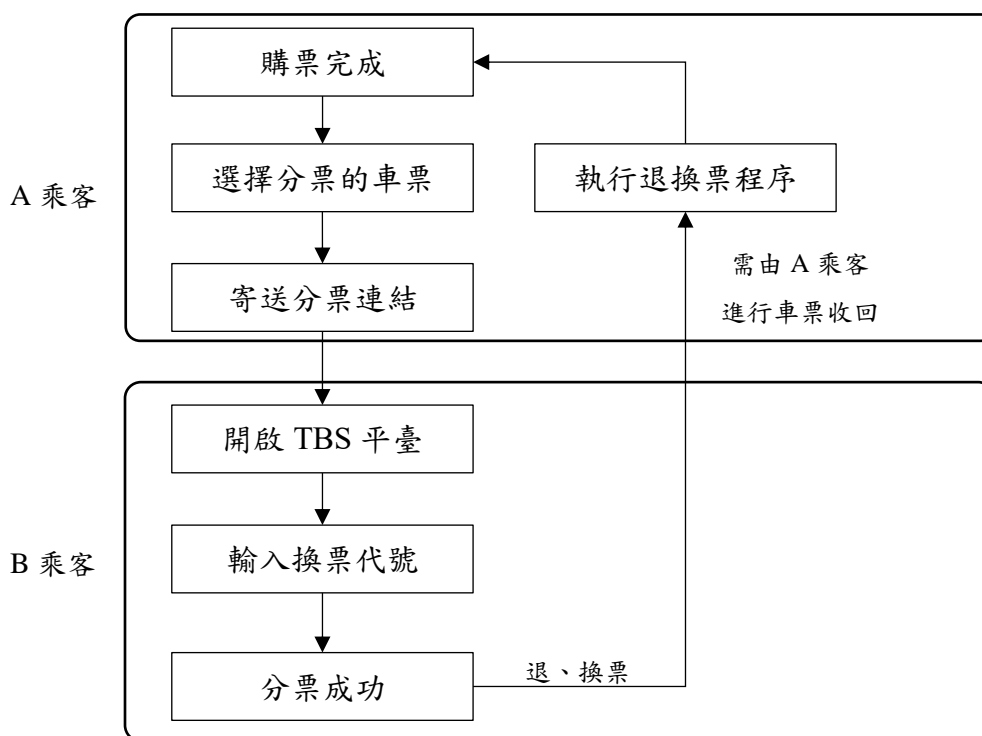 購票完成
選擇分票的車票
執行退換票程序
A 乘客
需由 A 乘客
進行車票收回
寄送分票連結
開啟 TBS 平臺
輸入換票代號
B 乘客
分票成功
退、換票